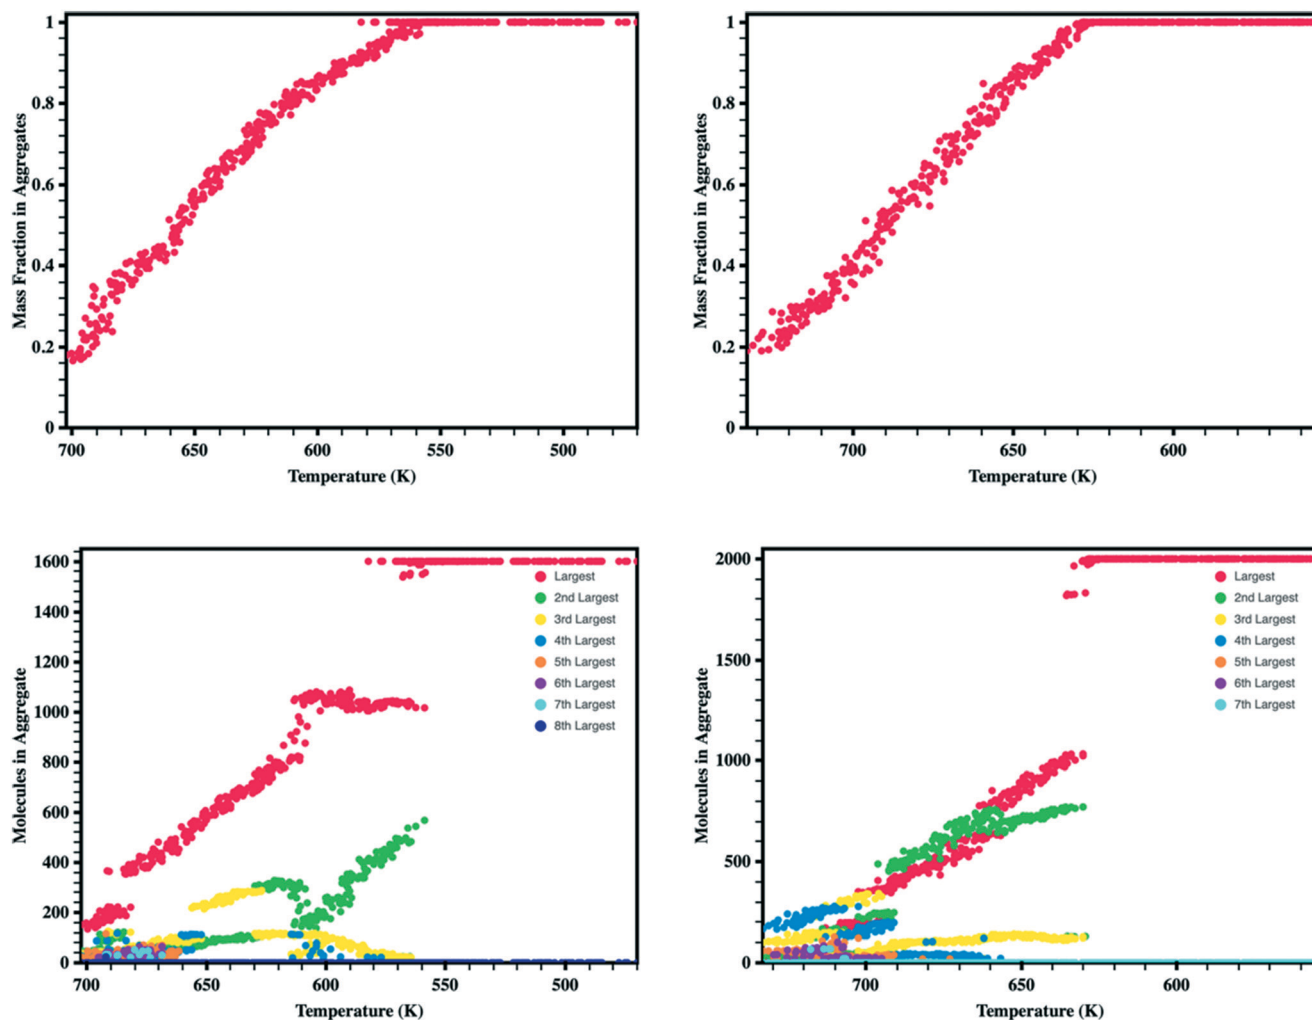 1
0.8
0.6
0.4
0.2
0
Mass Fraction in Aggregates
700 650 600 550 500
Temperature (K)
1
0.8
0.6
0.4
0.2
0
Mass Fraction in Aggregates
700 650 600
Temperature (K)
1600
1400
1200
1000
800
600
400
200
0
Molecules in Aggregate
Largest
2nd Largest
3rd Largest
4th Largest
5th Largest
6th Largest
7th Largest
8th Largest
700 650 600 550 500
Temperature (K)
2000
1500
1000
500
0
Molecules in Aggregate
Largest
2nd Largest
3rd Largest
4th Largest
5th Largest
6th Largest
7th Largest
700 650 600
Temperature (K)